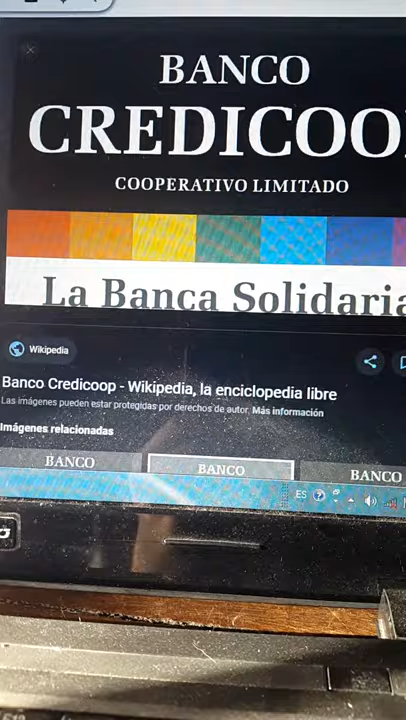 BANCO
CREDICOO
COOPERATIVO LIMITADO
La Banca Solidaria
Wikipedia
Banco Credicoop - Wikipedia, la enciclopedia libre
Las imágenes pueden estar protegidas por derechos de autor. Más información
Imágenes relacionadas
BANCO BANCO BANCO
ES